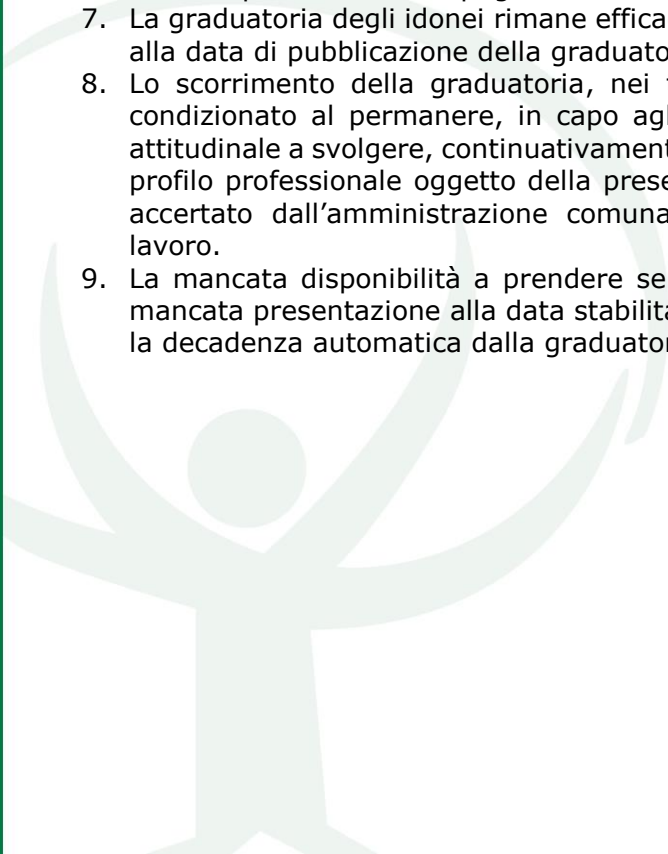 7. La graduatoria degli idonei rimane effica
alla data di pubblicazione della graduato
8. Lo scorrimento della graduatoria, nei
condizionato al permanere, in capo agl
attitudinale a svolgere, continuativament
profilo professionale oggetto della prese
accertato dall’amministrazione comuna
lavoro.
9. La mancata disponibilità a prendere se
mancata presentazione alla data stabilita
la decadenza automatica dalla graduator